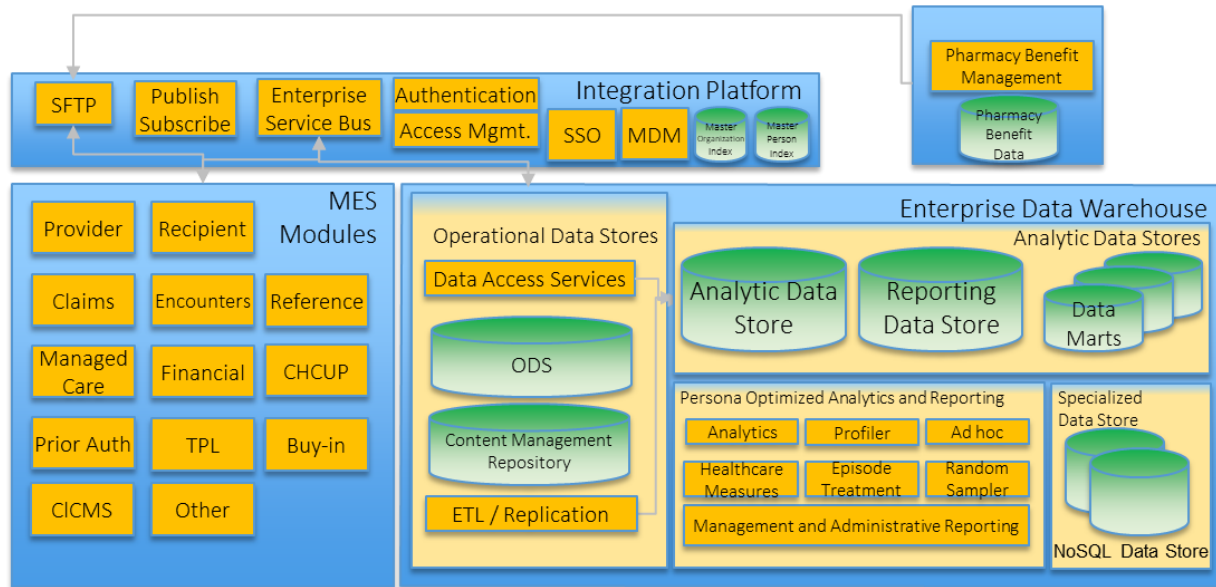 Pharmacy Benefit
Management
Pharmacy
Benefit
Data
Integration Platform
SFTP
Publish
Subscribe
Enterprise
Service Bus
Authentication
Access Mgmt.
SSO
MDM
Master
Organization
Index
Master
Person
Index
MES
Modules
Provider
Recipient
Claims
Encounters
Reference
Managed
Care
Financial
CHCUP
Prior Auth
TPL
Buy-in
CICMS
Other
Enterprise Data Warehouse
Operational Data Stores
Data Access Services
ODS
Content Management
Repository
ETL / Replication
Analytic Data Stores
Analytic Data
Store
Reporting
Data Store
Data
Marts
Persona Optimized Analytics and Reporting
Analytics
Profiler
Ad hoc
Healthcare
Measures
Episode
Treatment
Random
Sampler
Management and Administrative Reporting
Specialized
Data Store
NoSQL Data Store